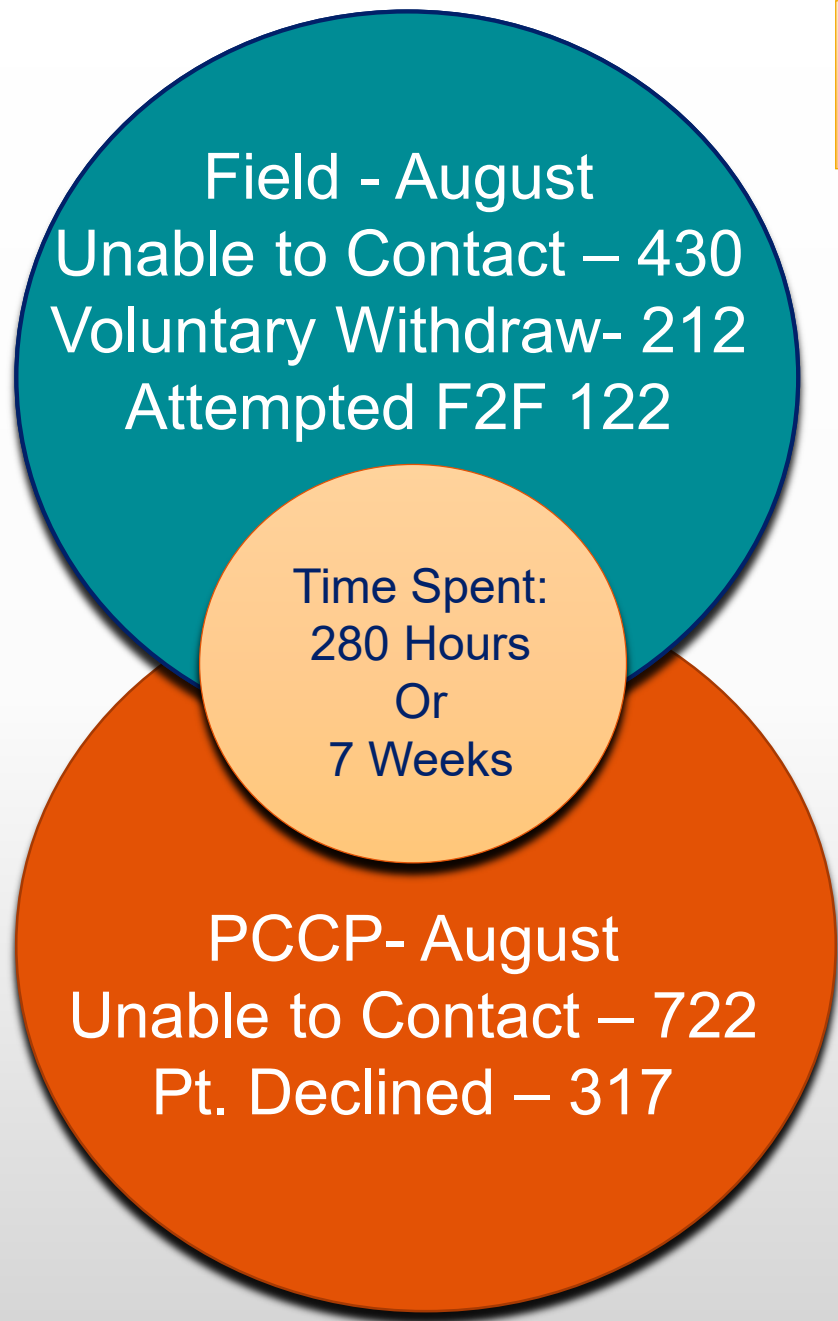 Field - August
Unable to Contact – 430
Voluntary Withdraw- 212
Attempted F2F 122
Time Spent:
280 Hours
Or
7 Weeks
PCCP- August
Unable to Contact – 722
Pt. Declined – 317